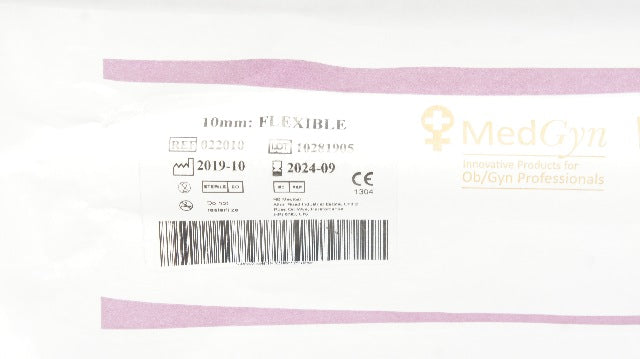 10mm: FLEXIBLE
REF 022010 LOT 10281905
2019-10 2024-09
STERILE EO
CE
1304
Do not
resterilize
MedGyn
Innovative Products for
Ob/Gyn Professionals